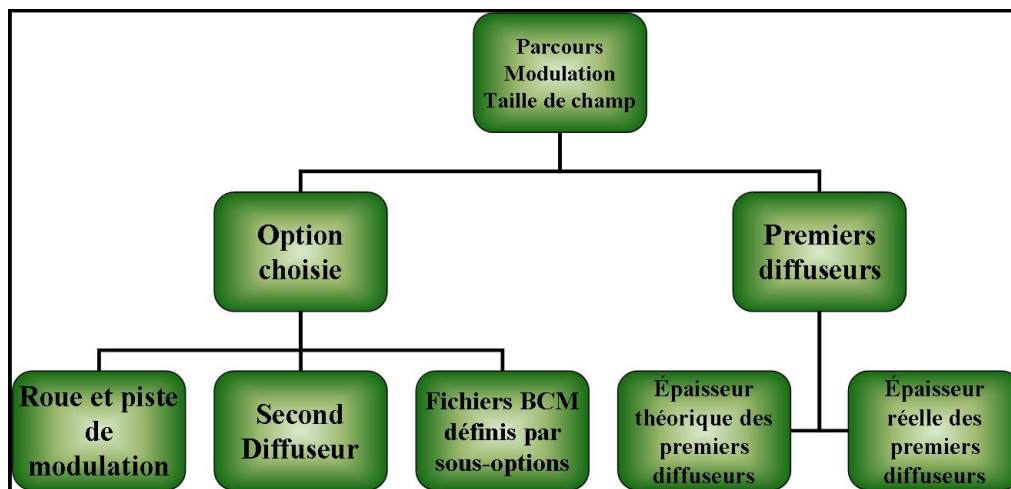 Parcours
Modulation
Taille de champ
Option
choisie
Premiers
diffuseurs
Roue et piste
de
modulation
Second
Diffuseur
Fichiers BCM
définis par
sous-options
Épaisseur
théorique des
premiers
diffuseurs
Épaisseur
réelle des
premiers
diffuseurs